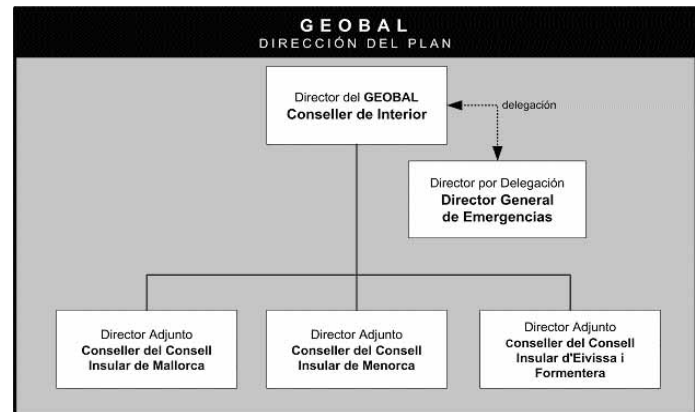 GEOBAL
DIRECCIÓN DEL PLAN
Director del GEOBAL
Conseller de Interior
delegación
Director por Delegación
Director General
de Emergencias
Director Adjunto
Conseller del Consell
Insular de Mallorca
Director Adjunto
Conseller del Consell
Insular de Menorca
Director Adjunto
Conseller del Consell
Insular d'Eivissa i
Formentera